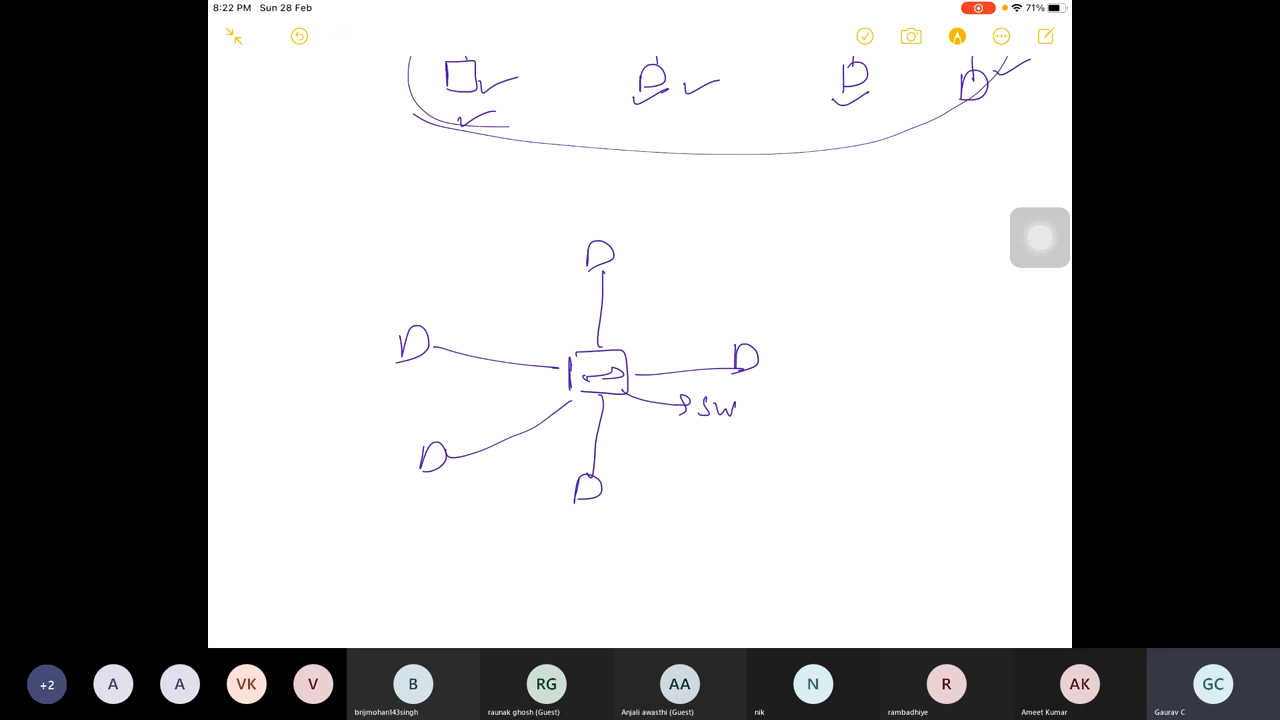 8:22 PM Sun 28 Feb
71%
D D D
D
D
D
SW
D
D
+2 A A VK V B RG AA N R AK GC
brijmohan143singh raunak ghosh (Guest) Anjali awasthi (Guest) nik rambadhiye Ameet Kumar Gaurav C